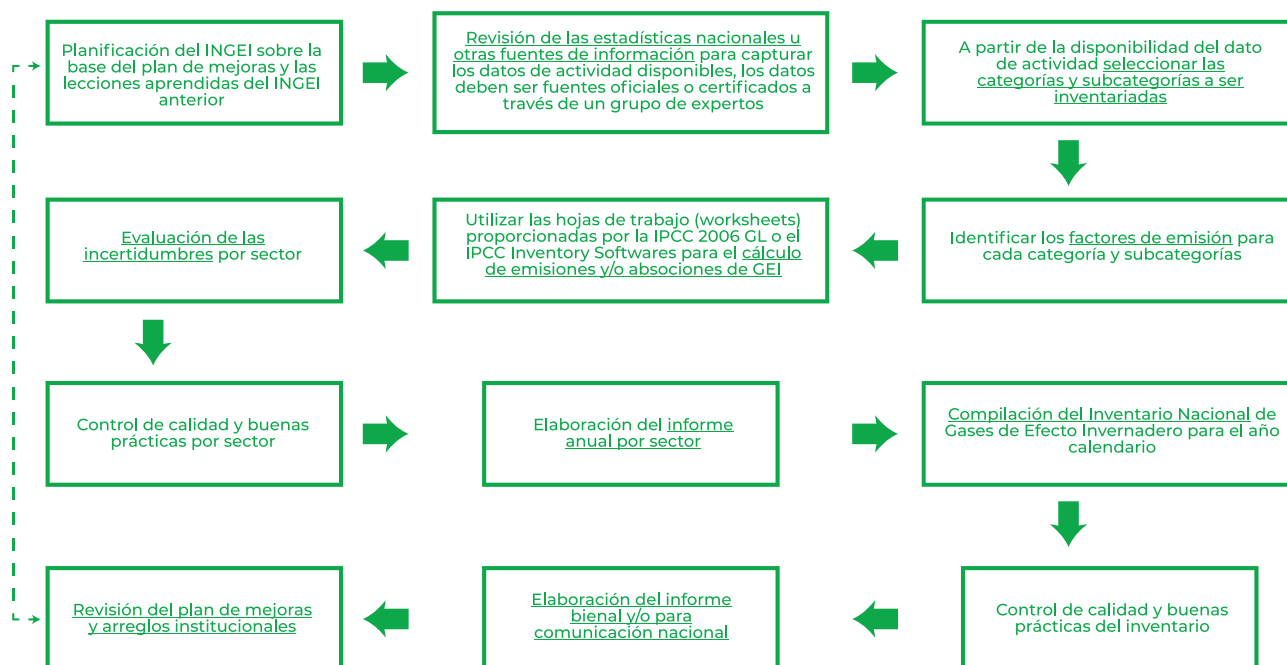 Planificación del INGEI sobre la
base del plan de mejoras y las
lecciones aprendidas del INGEI
anterior
Revisión de las estadísticas nacionales u
otras fuentes de información para capturar
los datos de actividad disponibles, los datos
deben ser fuentes oficiales o certificados a
través de un grupo de expertos
A partir de la disponibilidad del dato
de actividad seleccionar las
categorías y subcategorías a ser
inventariadas
Identificar los factores de emisión para
cada categoría y subcategorías
Utilizar las hojas de trabajo (worksheets)
proporcionadas por la IPCC 2006 GL o el
IPCC Inventory Softwares para el cálculo
de emisiones y/o absociones de GEI
Evaluación de las
incertidumbres por sector
Control de calidad y buenas
prácticas por sector
Elaboración del informe
anual por sector
Compilación del Inventario Nacional de
Gases de Efecto Invernadero para el año
calendario
Control de calidad y buenas
prácticas del inventario
Elaboración del informe
bienal y/o para
comunicación nacional
Revisión del plan de mejoras
y arreglos institucionales